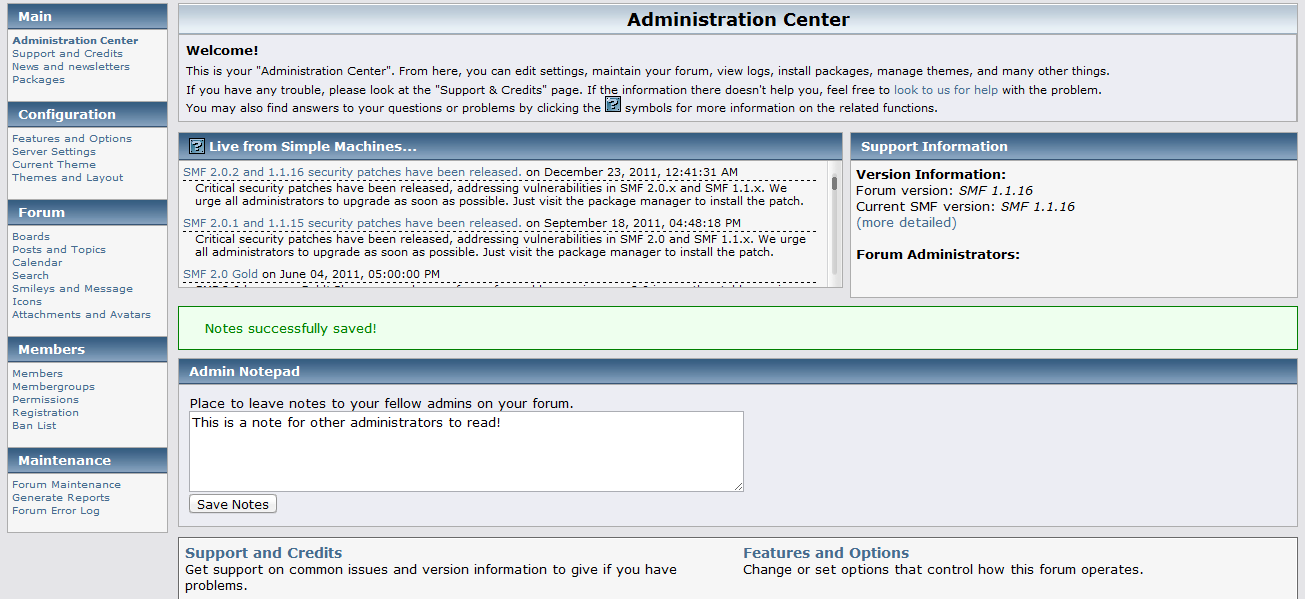 Main
Administration Center
Support and Credits
News and newsletters
Packages
Configuration
Features and Options
Server Settings
Current Theme
Themes and Layout
Forum
Boards
Posts and Topics
Calendar
Search
Smileys and Message
Icons
Attachments and Avatars
Members
Members
Membergroups
Permissions
Registration
Ban List
Maintenance
Forum Maintenance
Generate Reports
Forum Error Log
Administration Center
Welcome!
This is your "Administration Center". From here, you can edit settings, maintain your forum, view logs, install packages, manage themes, and many other things.
If you have any trouble, please look at the "Support & Credits" page. If the information there doesn't help you, feel free to look to us for help with the problem.
You may also find answers to your questions or problems by clicking the ? symbols for more information on the related functions.
? Live from Simple Machines...
SMF 2.0.2 and 1.1.16 security patches have been released. on December 23, 2011, 12:41:31 AM
Critical security patches have been released, addressing vulnerabilities in SMF 2.0.x and SMF 1.1.x. We
urge all administrators to upgrade as soon as possible. Just visit the package manager to install the patch.
SMF 2.0.1 and 1.1.15 security patches have been released. on September 18, 2011, 04:48:18 PM
Critical security patches have been released, addressing vulnerabilities in SMF 2.0 and SMF 1.1.x. We urge
all administrators to upgrade as soon as possible. Just visit the package manager to install the patch.
SMF 2.0 Gold on June 04, 2011, 05:00:00 PM
Support Information
Version Information:
Forum version: SMF 1.1.16
Current SMF version: SMF 1.1.16
(more detailed)
Forum Administrators:
Notes successfully saved!
Admin Notepad
Place to leave notes to your fellow admins on your forum.
This is a note for other administrators to read!
Save Notes
Support and Credits
Get support on common issues and version information to give if you have
problems.
Features and Options
Change or set options that control how this forum operates.